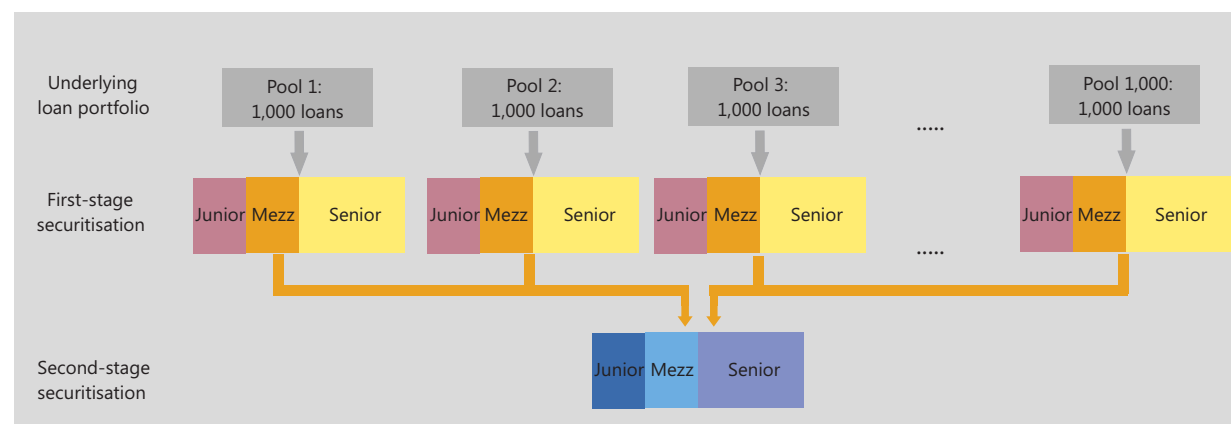 Underlying
loan portfolio
Pool 1:
1,000 loans
Pool 2:
1,000 loans
Pool 3:
1,000 loans
.....
Pool 1,000:
1,000 loans
First-stage
securitisation
Junior Mezz Senior
Junior Mezz Senior
Junior Mezz Senior
.....
Junior Mezz Senior
Second-stage
securitisation
Junior Mezz Senior